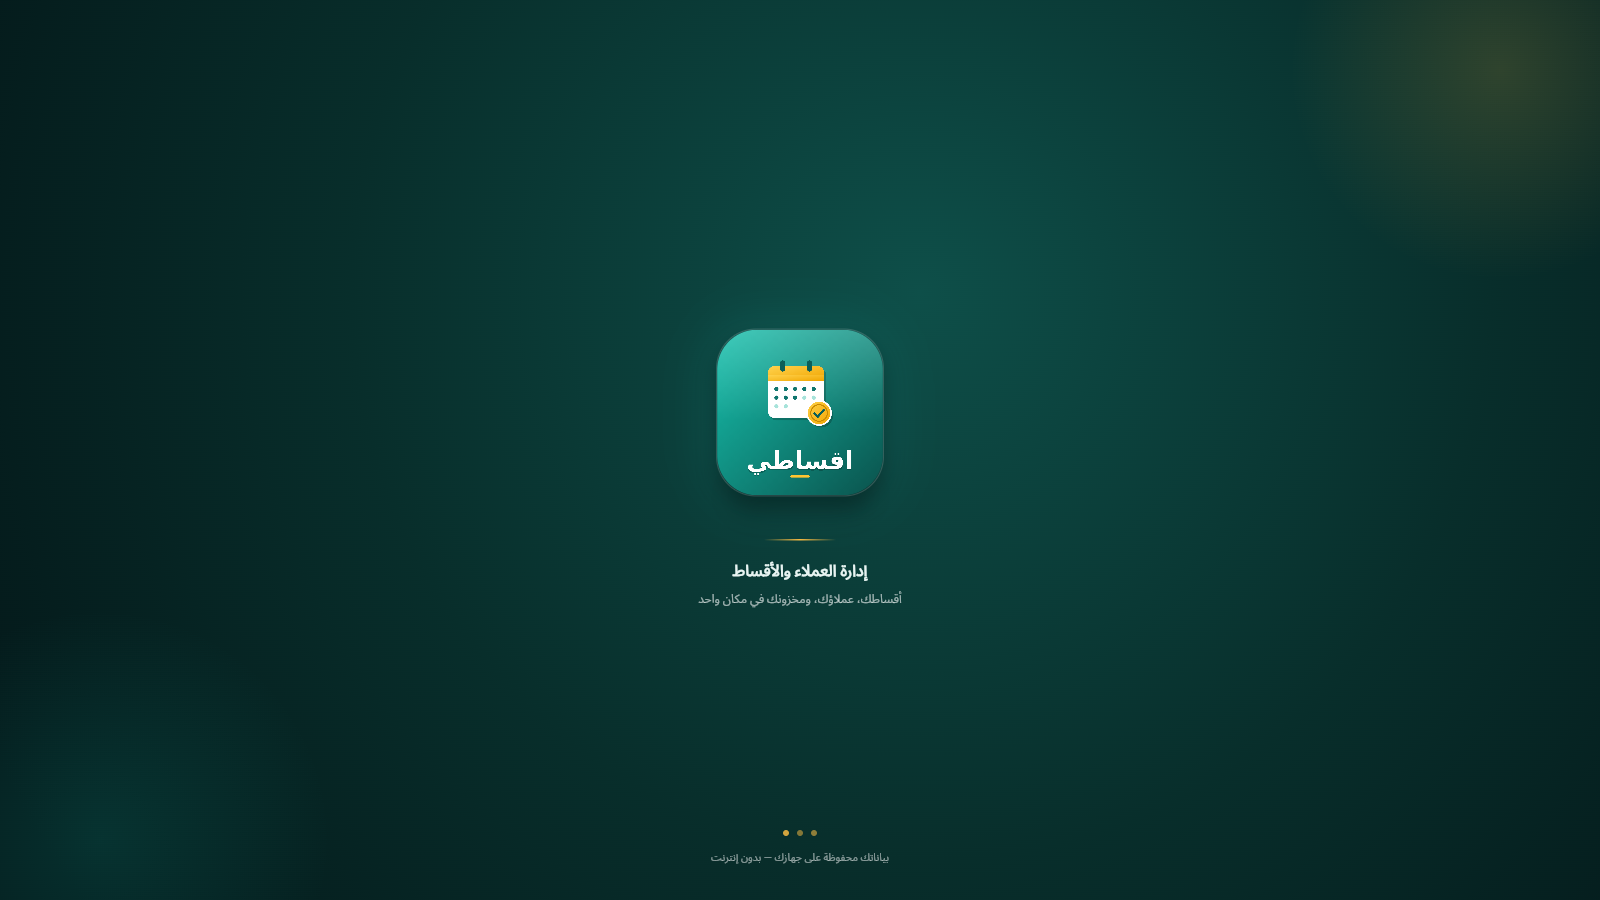 اقساطي
إدارة العملاء والأقساط
أقساطك، عملاؤك، ومخزونك في مكان واحد
بياناتك محفوظة على جهازك — بدون إنترنت